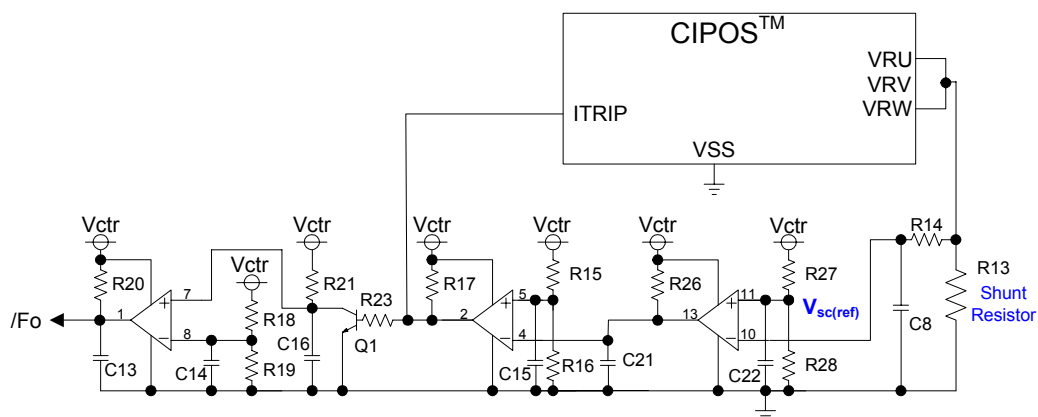 CIPOS™
VRU
VRV
VRW
ITRIP
VSS
Vctr
Vctr
Vctr
Vctr
Vctr
Vctr
R14
R20
R21
R17
R15
R26
R27
R13
Shunt
Resistor
7
R23
5
11
Vsc(ref)
/Fo
1
R18
2
13
8
C16
Q1
4
10
C8
C13
C14
R19
C15
R16
C21
C22
R28